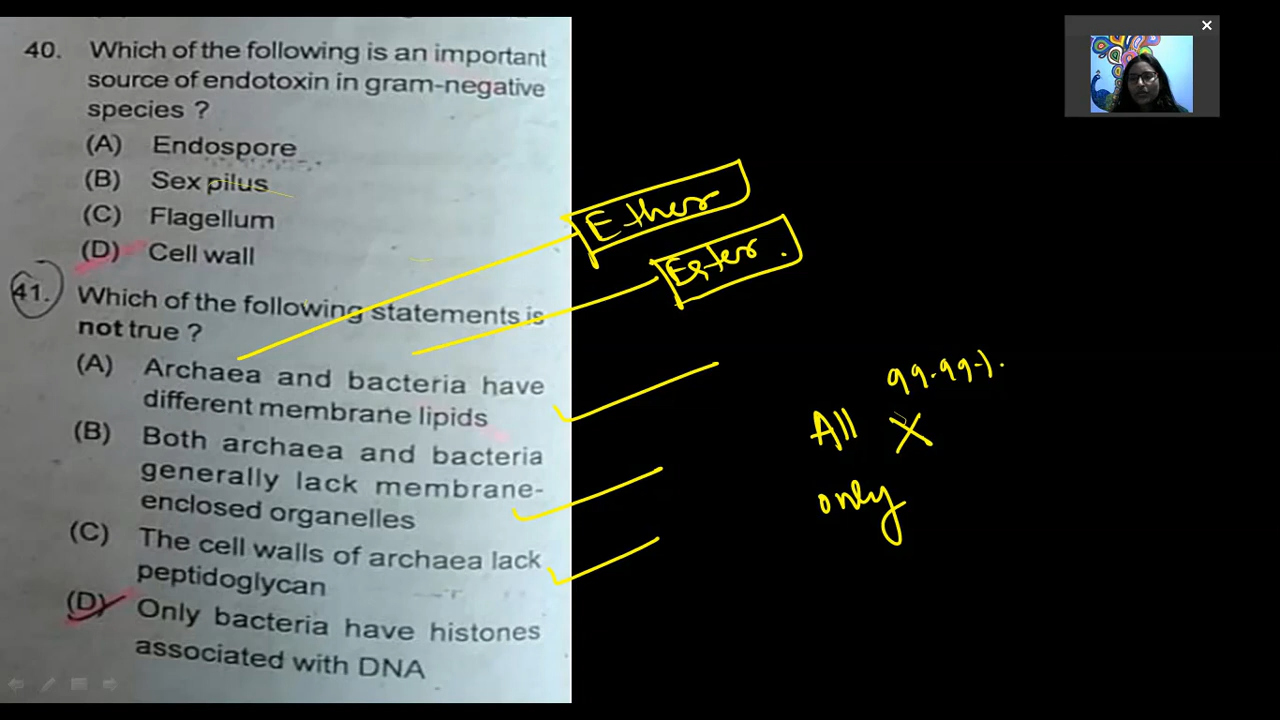 40. Which of the following is an important
source of endotoxin in gram-negative
species ?
(A) Endospore
(B) Sex pilus
(C) Flagellum
(D) Cell wall
41. Which of the following statements is
not true ?
(A) Archaea and bacteria have
different membrane lipids
(B) Both archaea and bacteria
generally lack membrane-
enclosed organelles
(C) The cell walls of archaea lack
peptidoglycan
(D) Only bacteria have histones
associated with DNA
Ether
Ester.
99.99%.
All X
only